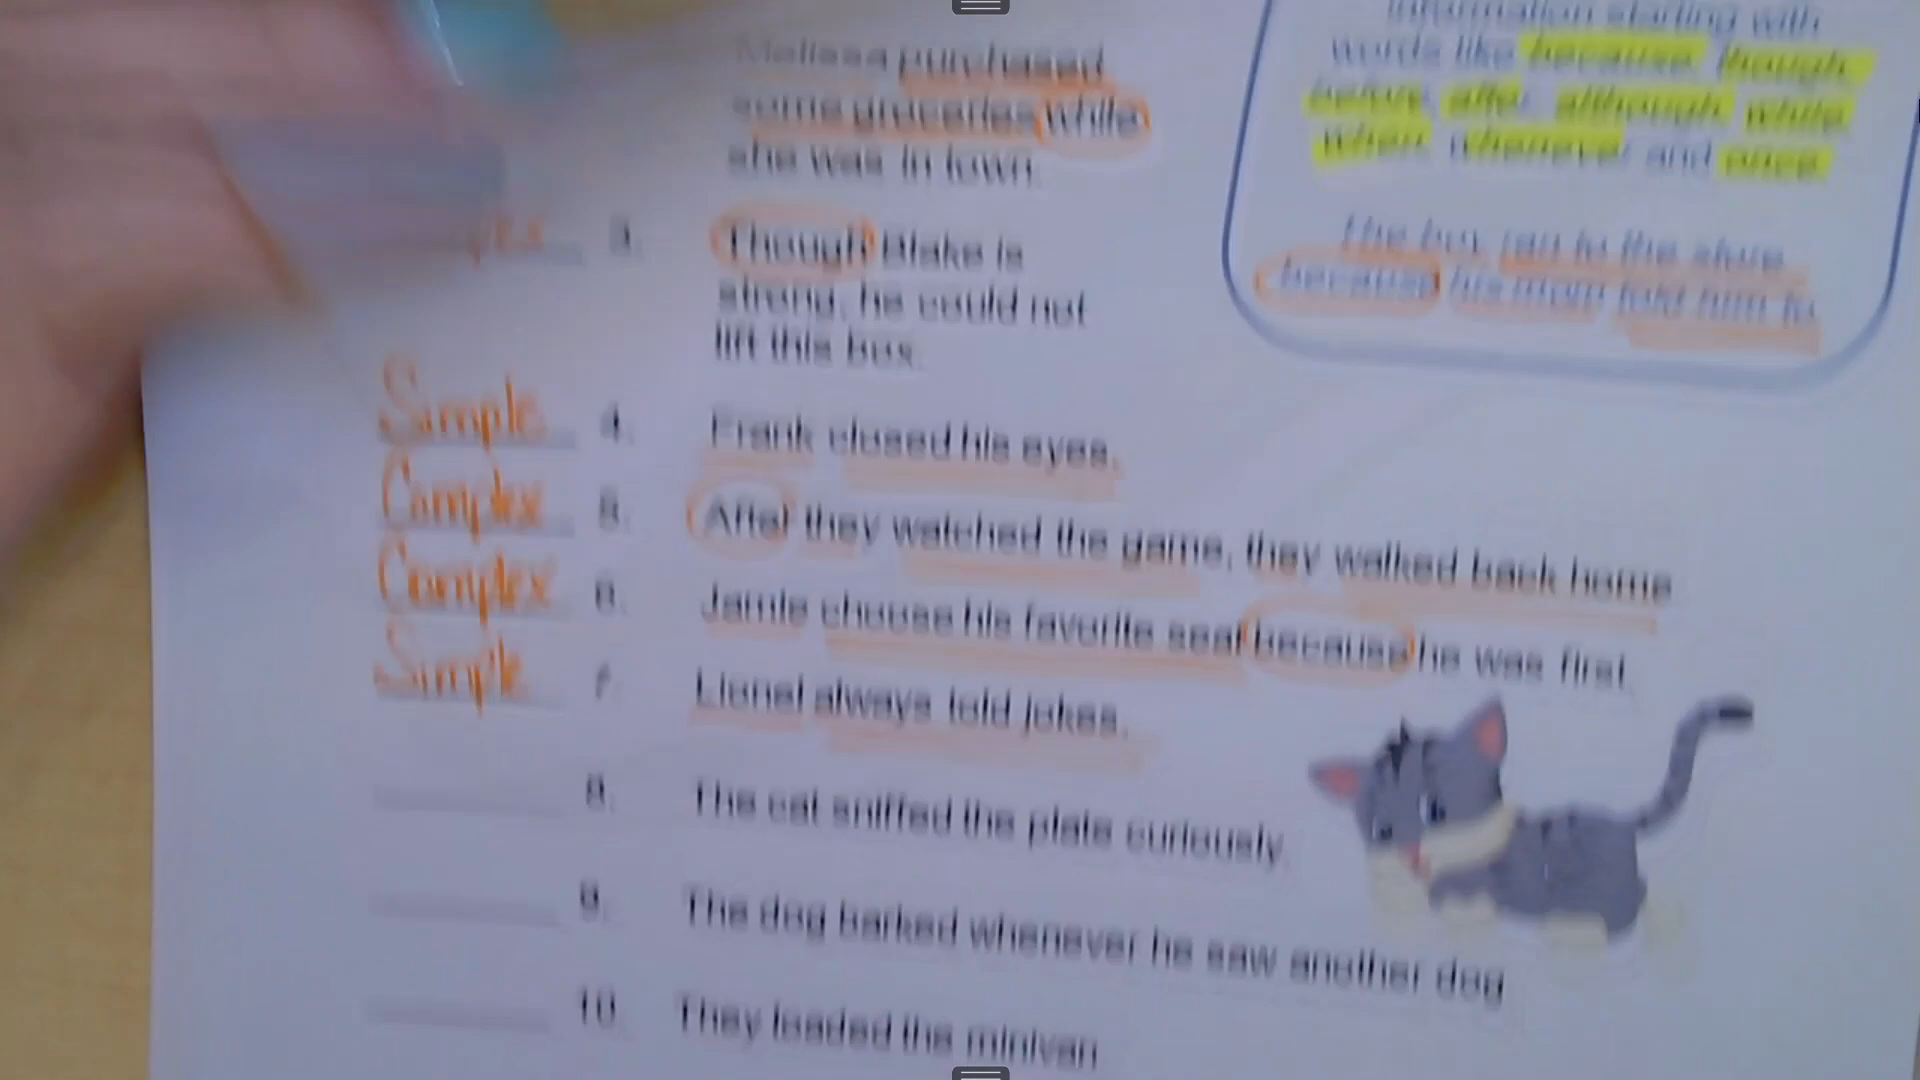 Melissa purchased
some groceries while
she was in town.
3. Though Blake is
strong, he could not
lift this box.
Simple 4. Frank closed his eyes.
Complex 5. After they watched the game, they walked back home
Complex 6. Jamie choose his favorite seat because he was first
Simple 7. Lionel always told jokes.
8. The cat sniffed the plate curiously.
9. The dog barked whenever he saw another dog
10. They loaded the minivan
information starting with
words like because, though,
before, after, although, while,
when, whenever and once.
The boy ran to the store
because his mom told him to